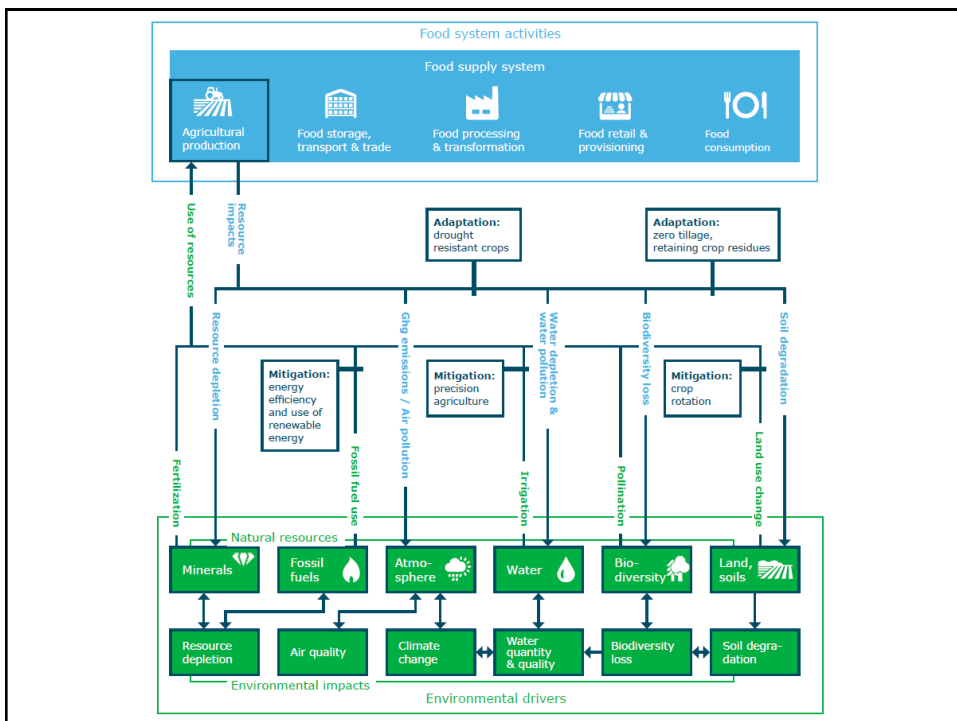 Food system activities
Food supply system
Agricultural
production
Food storage,
transport & trade
Food processing
& transformation
Food retail &
provisioning
Food
consumption
Use of resources
Resource
impacts
Adaptation:
drought
resistant crops
Adaptation:
zero tillage,
retaining crop residues
Resource depletion
Ghg emissions / Air pollution
Water depletion &
water pollution
Biodiversity loss
Soil degradation
Mitigation:
energy
efficiency
and use of
renewable
energy
Mitigation:
precision
agriculture
Mitigation:
crop
rotation
Fertilization
Fossil fuel use
Irrigation
Pollination
Land use change
Natural resources
Minerals
Fossil
fuels
Atmo-
sphere
Water
Bio-
diversity
Land,
soils
Resource
depletion
Air quality
Climate
change
Water
quantity
& quality
Biodiversity
loss
Soil degra-
dation
Environmental impacts
Environmental drivers